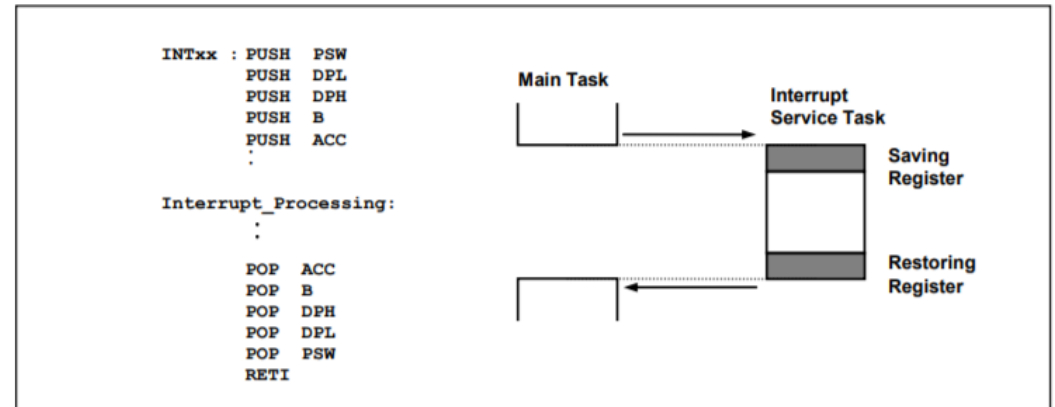 INTxx : PUSH PSW
PUSH DPL
PUSH DPH
PUSH B
PUSH ACC
:
Interrupt_Processing:
:
POP ACC
POP B
POP DPH
POP DPL
POP PSW
RETI
Main Task
Interrupt
Service Task
Saving
Register
Restoring
Register